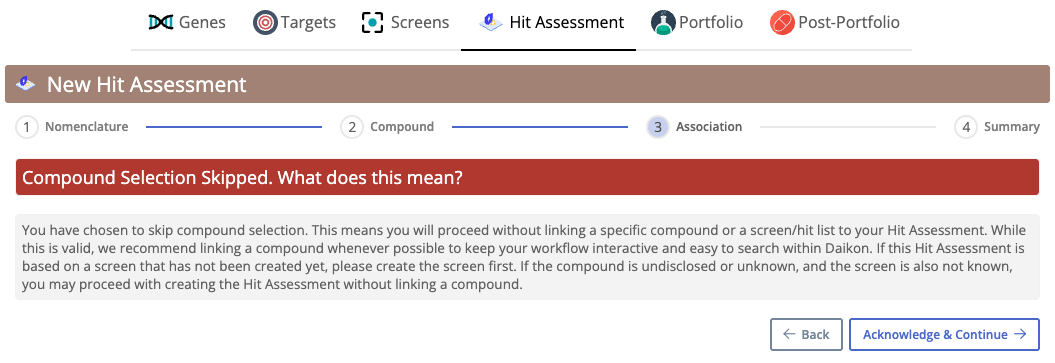 Genes Targets Screens Hit Assessment Portfolio Post-Portfolio
New Hit Assessment
1 Nomenclature 2 Compound 3 Association 4 Summary
Compound Selection Skipped. What does this mean?
You have chosen to skip compound selection. This means you will proceed without linking a specific compound or a screen/hit list to your Hit Assessment. While
this is valid, we recommend linking a compound whenever possible to keep your workflow interactive and easy to search within Daikon. If this Hit Assessment is
based on a screen that has not been created yet, please create the screen first. If the compound is undisclosed or unknown, and the screen is also not known,
you may proceed with creating the Hit Assessment without linking a compound.
← Back Acknowledge & Continue →